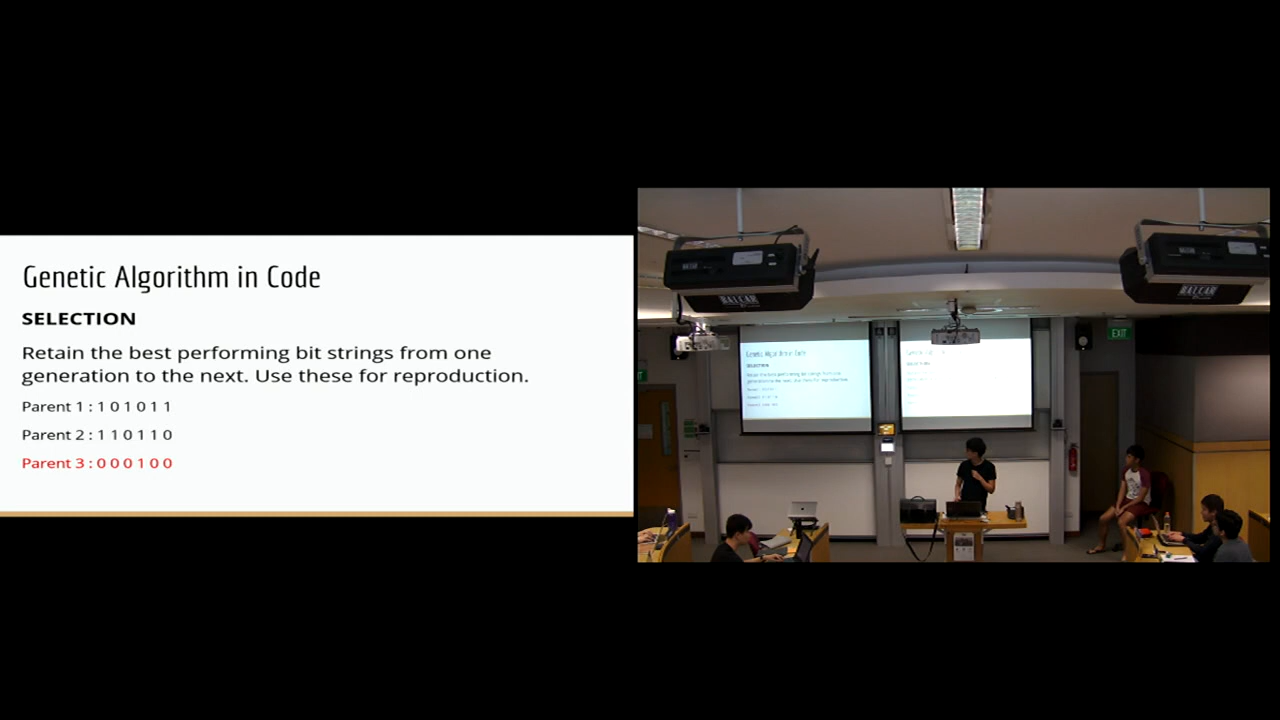 Genetic Algorithm in Code
SELECTION
Retain the best performing bit strings from one
generation to the next. Use these for reproduction.
Parent 1 : 1 0 1 0 1 1
Parent 2 : 1 1 0 1 1 0
Parent 3 : 0 0 0 1 0 0
BALCAR
EXIT